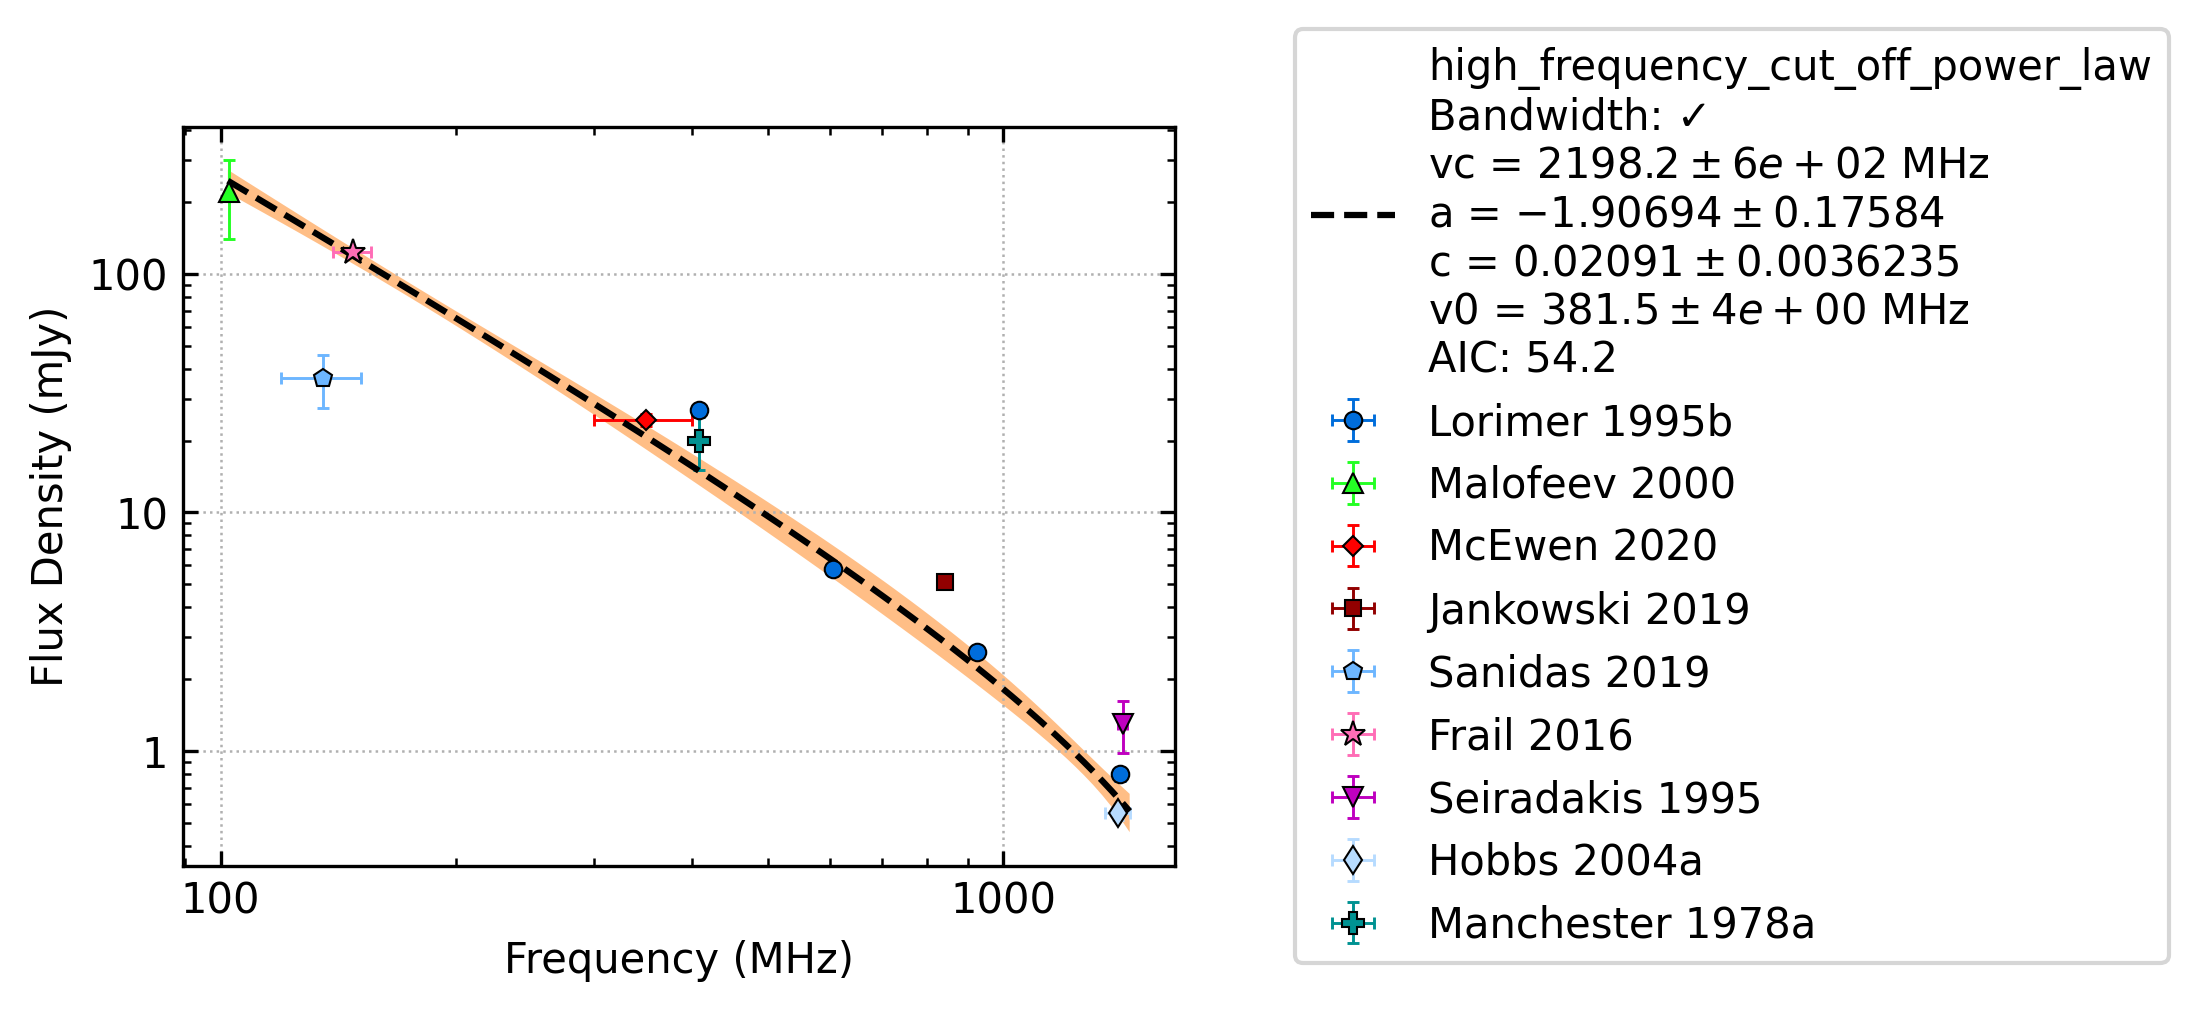 high_frequency_cut_off_power_law
Bandwidth: ✓
vc = 2198.2 ± 6e + 02 MHz
a = −1.90694 ± 0.17584
c = 0.02091 ± 0.0036235
v0 = 381.5 ± 4e + 00 MHz
AIC: 54.2
Lorimer 1995b
Malofeev 2000
McEwen 2020
Jankowski 2019
Sanidas 2019
Frail 2016
Seiradakis 1995
Hobbs 2004a
Manchester 1978a
Flux Density (mJy)
100
10
1
100
1000
Frequency (MHz)